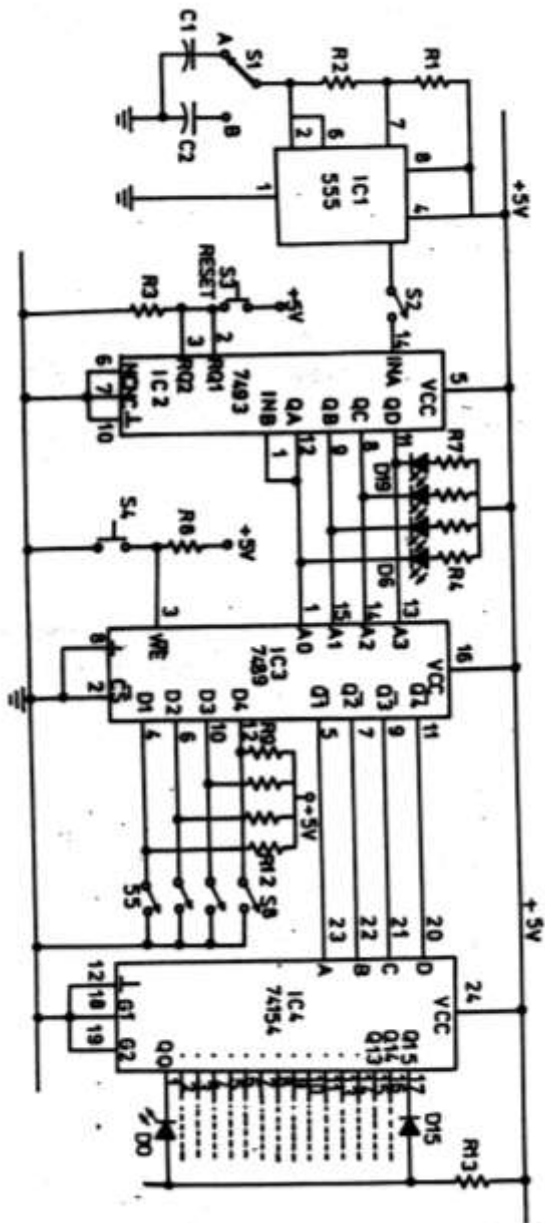 +5V
R1
R2
7
8
4
6
2
IC1
555
1
S1
A
B
C1
C2
S2
+5V
S3
RESET
R3
14
5
INA
VCC
2
3
RO1
RO2
7493
IC2
QD
QC
QB
QA
INB
NCNC
6
7
10
11
8
9
12
1
R7
R4
D19
D6
+5V
S4
3
16
WE
VCC
IC3
7489
A3
A2
A1
A0
13
14
15
1
8
2
CS
D1
D2
D3
D4
4
6
10
12
Q1
Q2
Q3
Q4
5
7
9
11
R9
R12
+5V
S5
S8
+5V
23
22
21
20
A
B
C
D
24
VCC
IC4
74154
12
18
19
G1
G2
Q0
Q13
Q14
Q15
17
D0
D15
R13